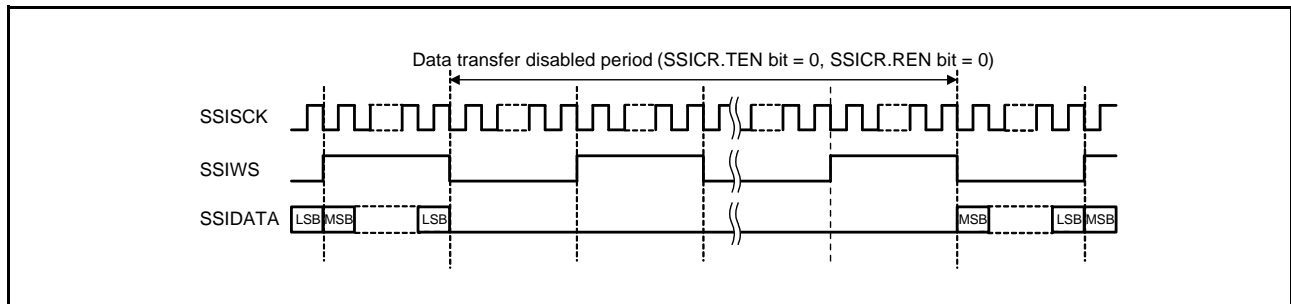 Data transfer disabled period (SSICR.TEN bit = 0, SSICR.REN bit = 0)
SSISCK
SSIWS
SSIDATA LSB MSB LSB MSB LSB MSB